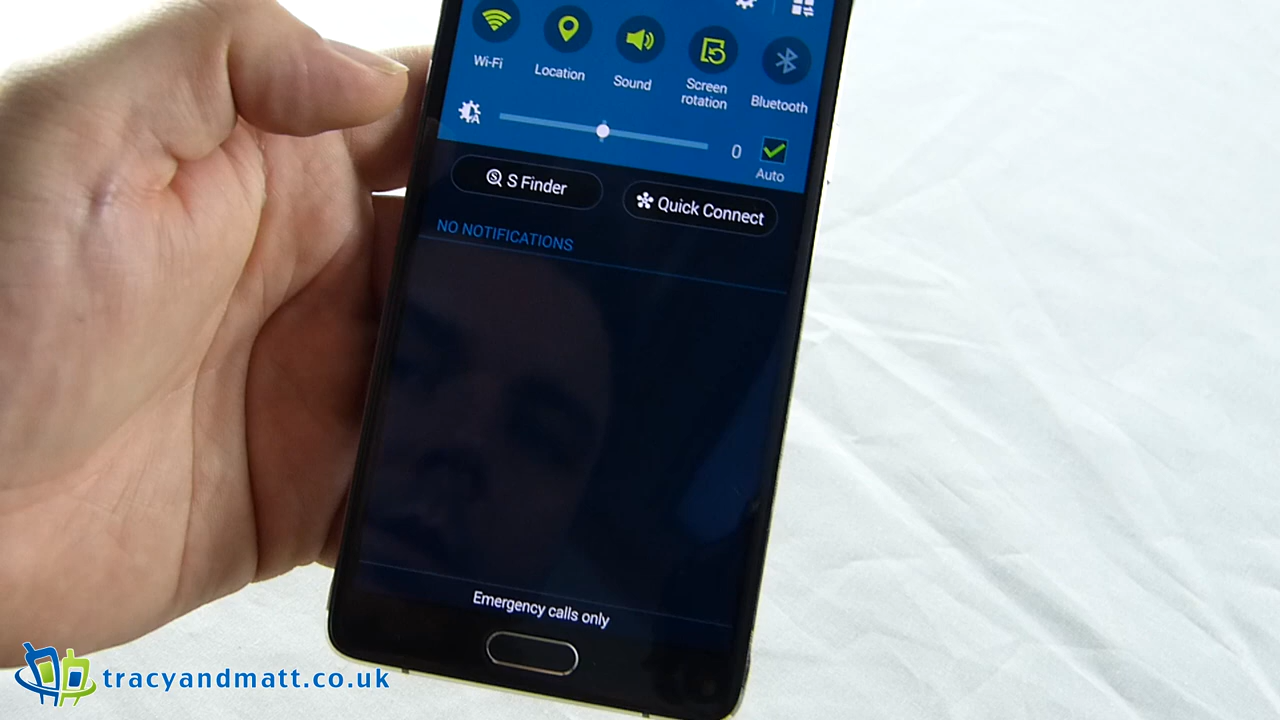 Wi-Fi
Location
Sound
Screen
rotation
Bluetooth
A
0
Auto
S Finder
Quick Connect
NO NOTIFICATIONS
Emergency calls only
tracyandmatt.co.uk